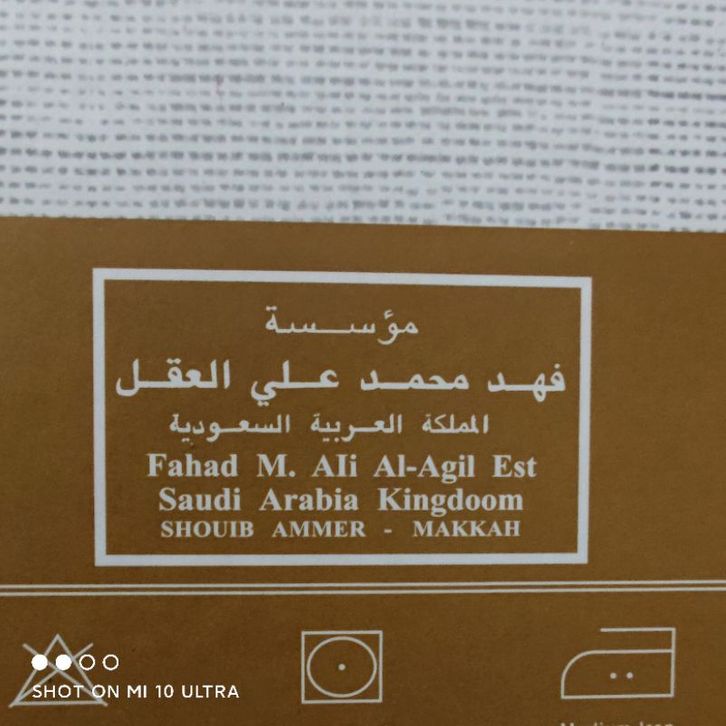 مؤسسة
فهد محمد علي العقل
المملكة العربية السعودية
Fahad M. Ali Al-Agil Est
Saudi Arabia Kingdoom
SHOUIB AMMER - MAKKAH
SHOT ON MI 10 ULTRA